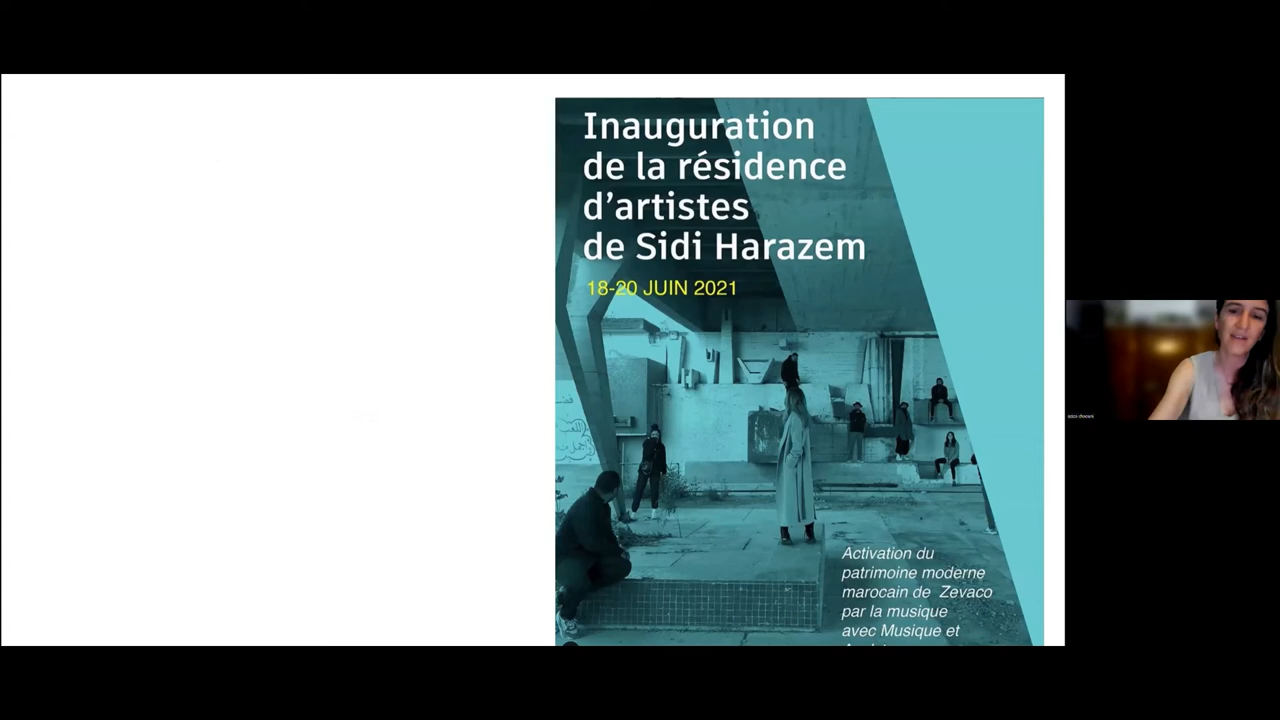 Inauguration
de la résidence
d’artistes
de Sidi Harazem
18-20 JUIN 2021
Activation du
patrimoine moderne
marocain de Zevaco
par la musique
avec Musique et